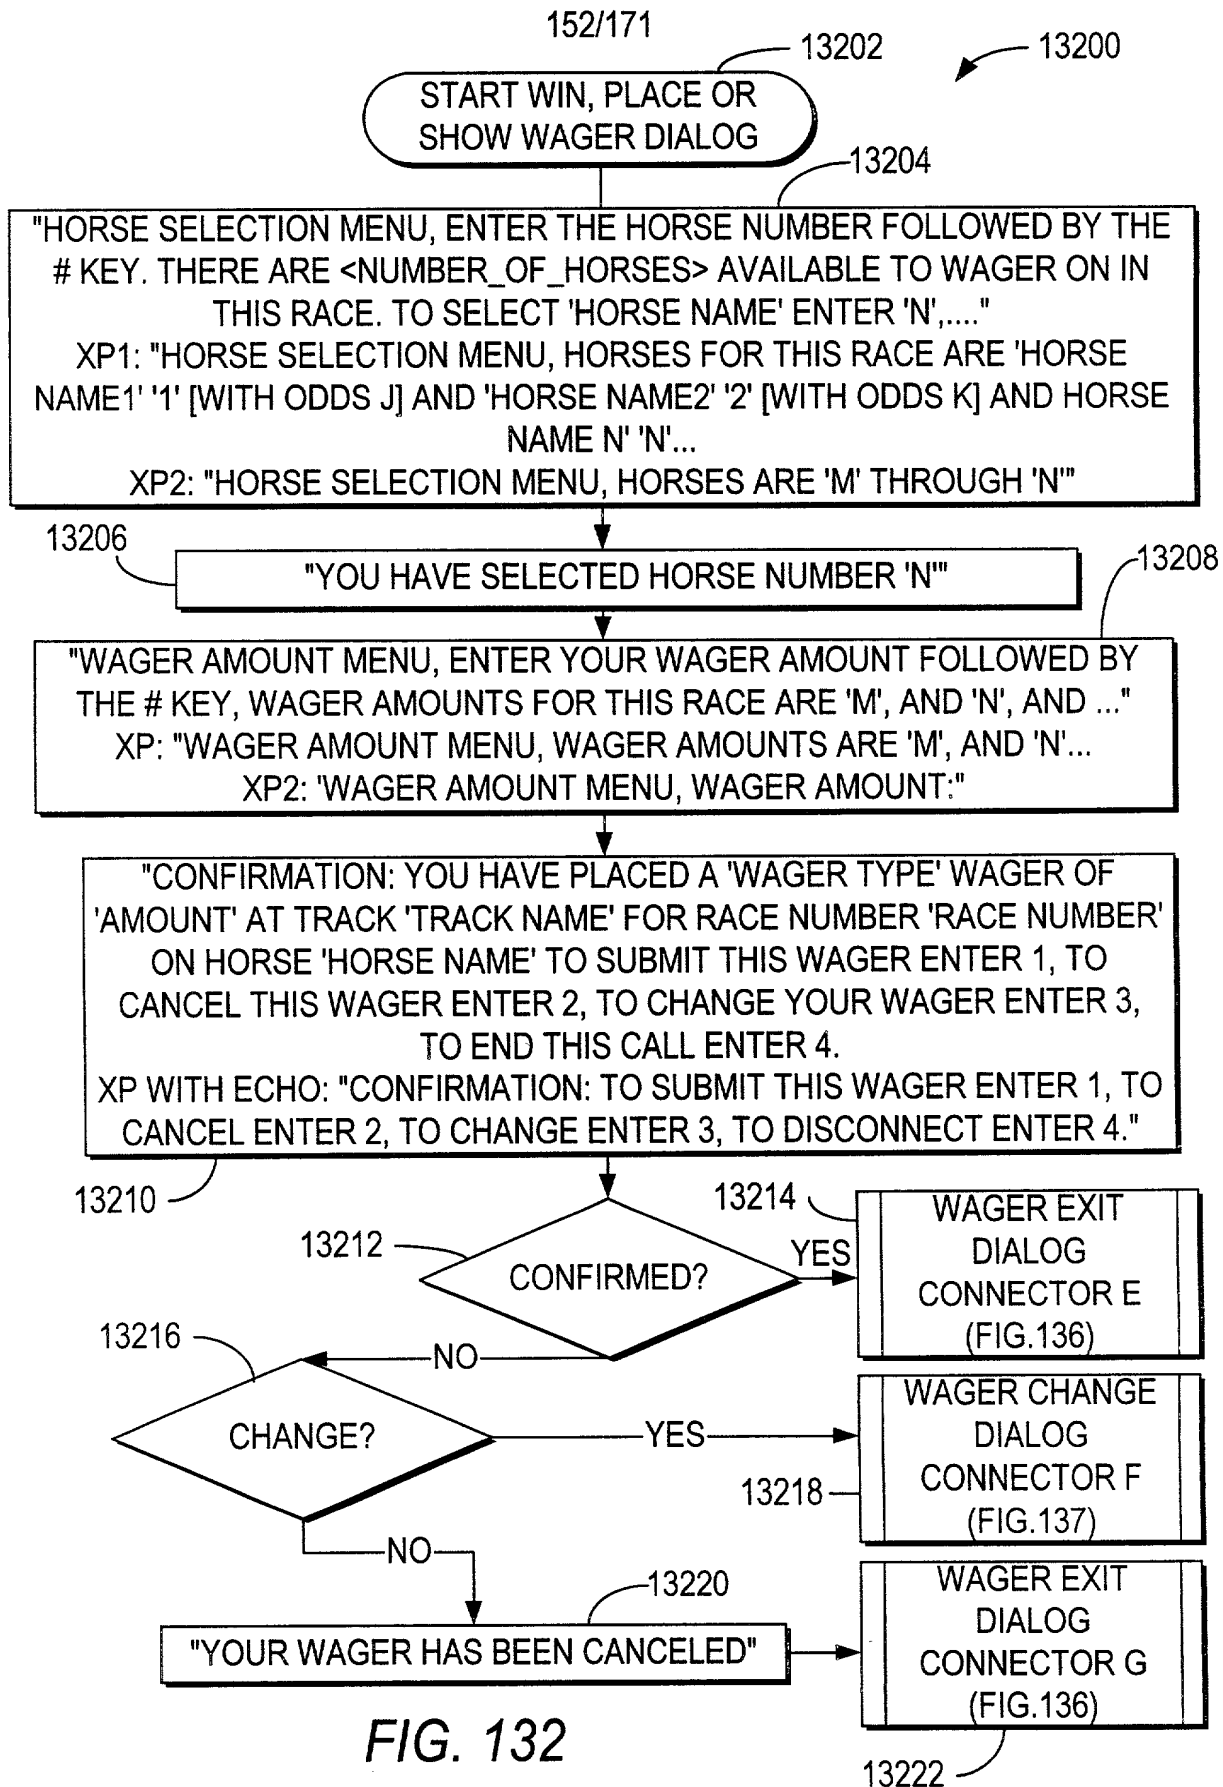 152/171
13202
13200
START WIN, PLACE OR
SHOW WAGER DIALOG
13204
"HORSE SELECTION MENU, ENTER THE HORSE NUMBER FOLLOWED BY THE
# KEY. THERE ARE <NUMBER_OF_HORSES> AVAILABLE TO WAGER ON IN
THIS RACE. TO SELECT 'HORSE NAME' ENTER 'N',...."
XP1: "HORSE SELECTION MENU, HORSES FOR THIS RACE ARE 'HORSE
NAME1' '1' [WITH ODDS J] AND 'HORSE NAME2' '2' [WITH ODDS K] AND HORSE
NAME N' 'N'...
XP2: "HORSE SELECTION MENU, HORSES ARE 'M' THROUGH 'N'"
13206
"YOU HAVE SELECTED HORSE NUMBER 'N'"
13208
"WAGER AMOUNT MENU, ENTER YOUR WAGER AMOUNT FOLLOWED BY
THE # KEY, WAGER AMOUNTS FOR THIS RACE ARE 'M', AND 'N', AND ..."
XP: "WAGER AMOUNT MENU, WAGER AMOUNTS ARE 'M', AND 'N'...
XP2: 'WAGER AMOUNT MENU, WAGER AMOUNT:"
"CONFIRMATION: YOU HAVE PLACED A 'WAGER TYPE' WAGER OF
'AMOUNT' AT TRACK 'TRACK NAME' FOR RACE NUMBER 'RACE NUMBER'
ON HORSE 'HORSE NAME' TO SUBMIT THIS WAGER ENTER 1, TO
CANCEL THIS WAGER ENTER 2, TO CHANGE YOUR WAGER ENTER 3,
TO END THIS CALL ENTER 4.
XP WITH ECHO: "CONFIRMATION: TO SUBMIT THIS WAGER ENTER 1, TO
CANCEL ENTER 2, TO CHANGE ENTER 3, TO DISCONNECT ENTER 4."
13210
13212
CONFIRMED?
YES
13214
WAGER EXIT
DIALOG
CONNECTOR E
(FIG.136)
NO
13216
CHANGE?
YES
13218
WAGER CHANGE
DIALOG
CONNECTOR F
(FIG.137)
NO
13220
"YOUR WAGER HAS BEEN CANCELED"
WAGER EXIT
DIALOG
CONNECTOR G
(FIG.136)
13222
FIG. 132